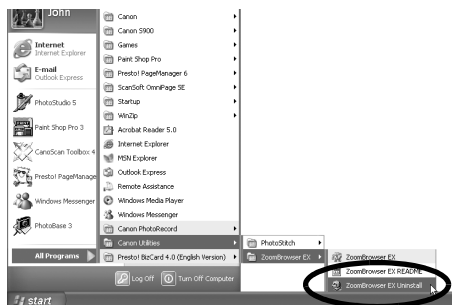 John
Internet
Internet Explorer
E-mail
Outlook Express
PhotoStudio 5
Paint Shop Pro 3
CanoScan Toolbox 4
Presto! PageManage
Windows Messenger
PhotoBase 3
All Programs
Canon
Canon S900
Games
Paint Shop Pro
Presto! PageManager 6
ScanSoft OmniPage SE
Startup
WinZip
Acrobat Reader 5.0
Internet Explorer
MSN Explorer
Outlook Express
Remote Assistance
Windows Media Player
Windows Messenger
Canon PhotoRecord
Canon Utilities
Presto! BizCard 4.0 (English Version)
PhotoStitch
ZoomBrowser EX
ZoomBrowser EX
ZoomBrowser EX README
ZoomBrowser EX Uninstall
Log Off
Turn Off Computer
start